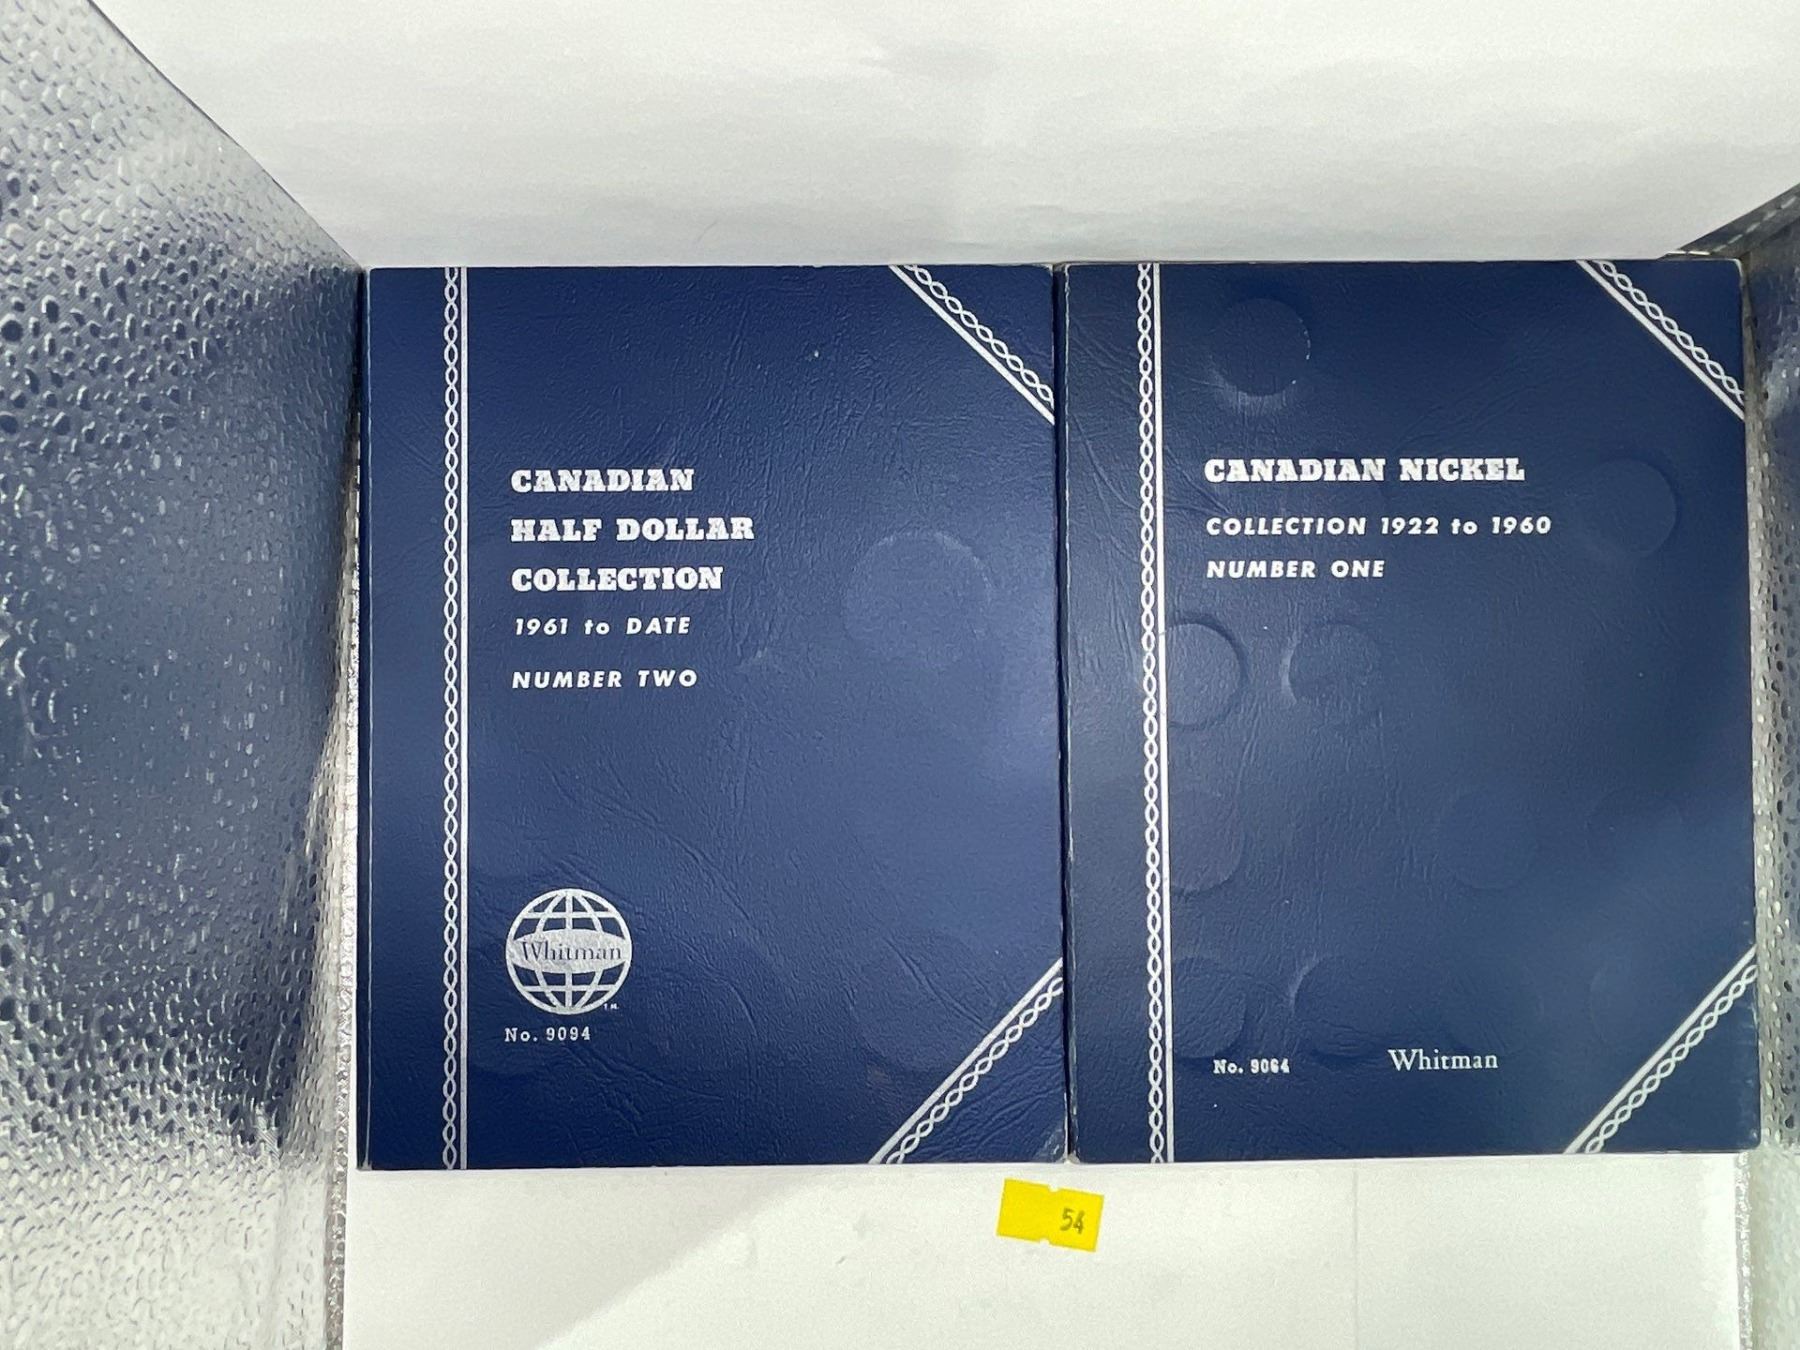 CANADIAN
HALF DOLLAR
COLLECTION
1961 to DATE
NUMBER TWO
Whitman
T.M.
No. 9094
CANADIAN NICKEL
COLLECTION 1922 to 1960
NUMBER ONE
No. 9064
Whitman
54